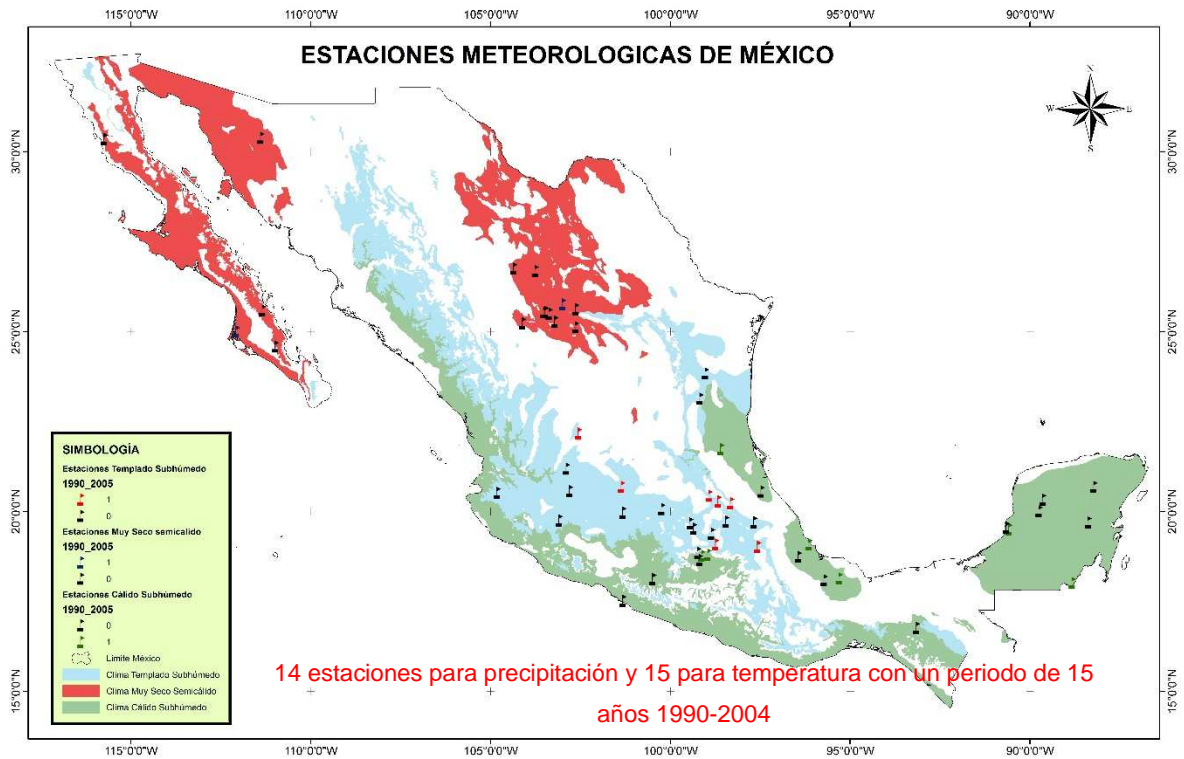 115°0'0"W 110°0'0"W 105°0'0"W 100°0'0"W 95°0'0"W 90°0'0"W
ESTACIONES METEOROLOGICAS DE MÉXICO
N
W E
S
30°0'0"N 30°0'0"N
25°0'0"N 25°0'0"N
20°0'0"N 20°0'0"N
15°0'0"N 15°0'0"N
SIMBOLOGÍA
Estaciones Templado Subhúmedo
1990_2005
1
0
Estaciones Muy Seco semicalido
1990_2005
1
0
Estaciones Cálido Subhúmedo
1990_2005
0
1
Limite México
Clima Templado Subhúmedo
Clima Muy Seco Semicálido
Clima Cálido Subhúmedo
14 estaciones para precipitación y 15 para temperatura con un periodo de 15
años 1990-2004
115°0'0"W 110°0'0"W 105°0'0"W 100°0'0"W 95°0'0"W 90°0'0"W